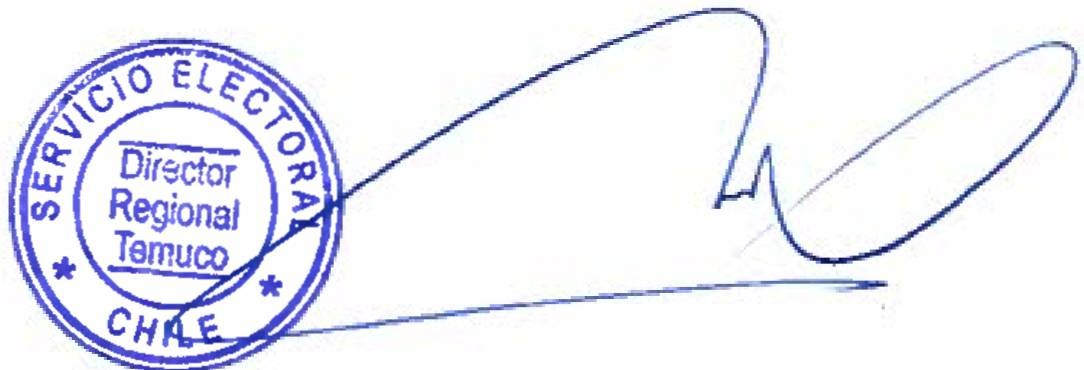 SERVICIO ELECTORAL
Director
Regional
Temuco
* CHILE *